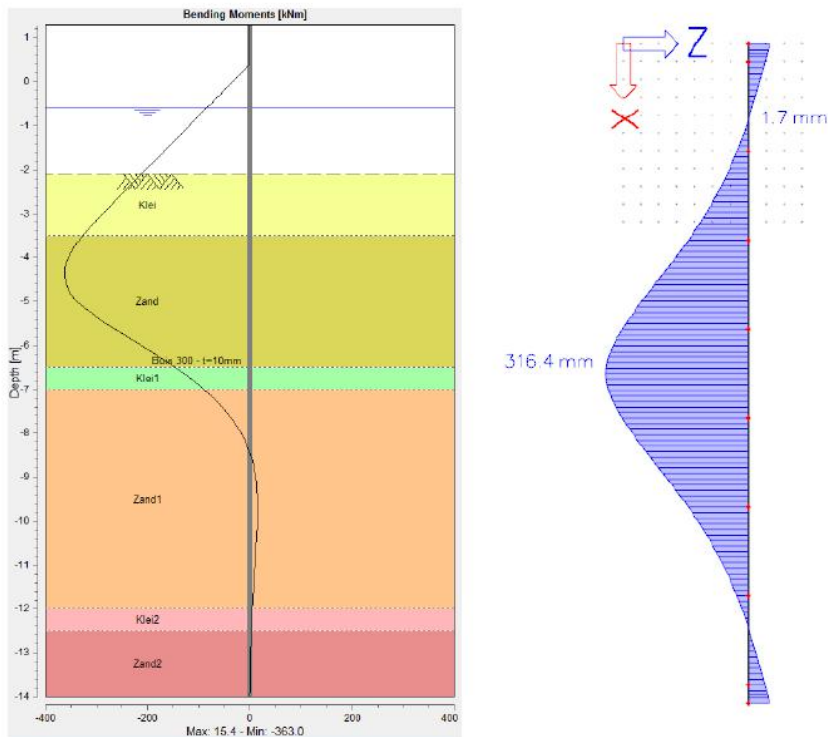 Bending Moments [kNm]
1
0
-1
-2
Klei
-3
-4
Zand
-5
-6
Buis 300 - t=10mm
Klei1
-7
-8
-9
Zand1
-10
-11
-12
Klei2
-13
Zand2
-14
Depth [m]
-400
-200
0
200
400
Max: 15.4 - Min: -363.0
Z
X
1.7 mm
316.4 mm